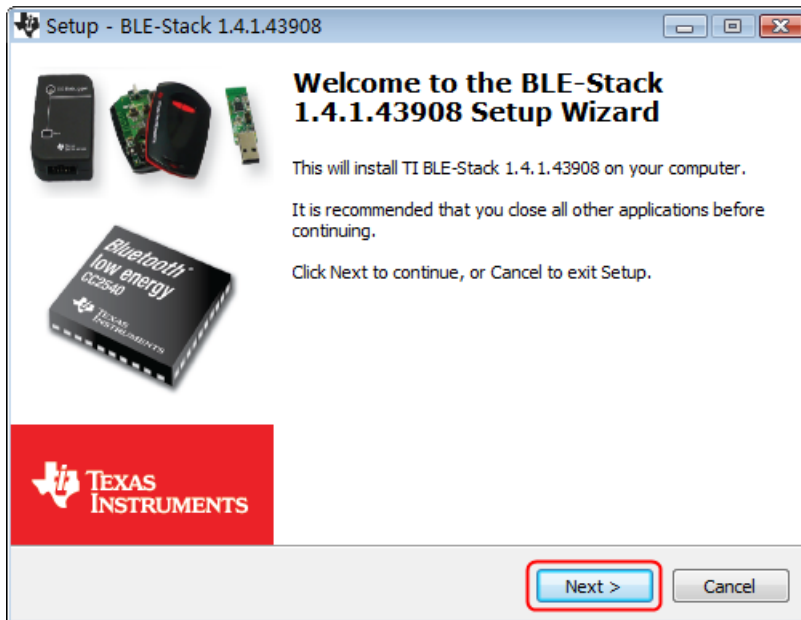 Setup - BLE-Stack 1.4.1.43908
Welcome to the BLE-Stack
1.4.1.43908 Setup Wizard
This will install TI BLE-Stack 1.4.1.43908 on your computer.
It is recommended that you close all other applications before
continuing.
Click Next to continue, or Cancel to exit Setup.
Bluetooth®
low energy
CC2540
TEXAS
INSTRUMENTS
TEXAS
INSTRUMENTS
Next >
Cancel